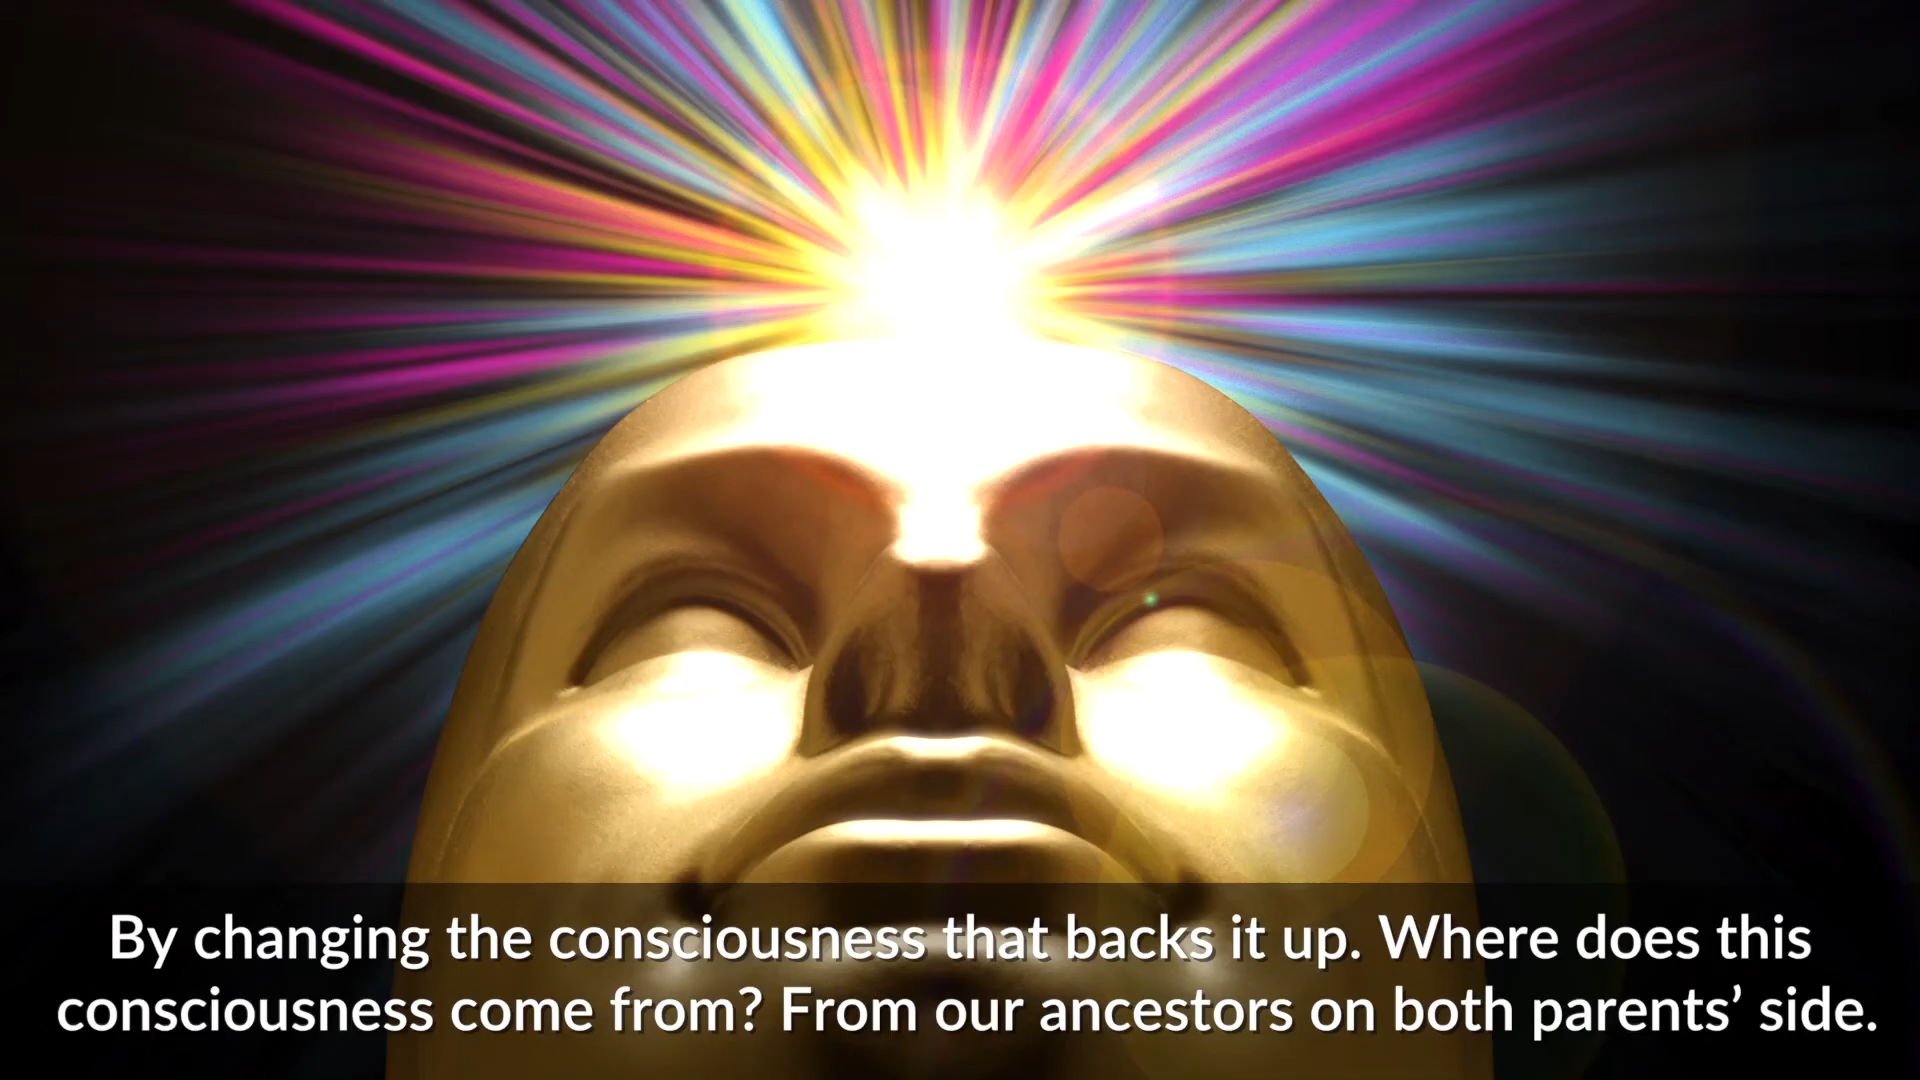 By changing the consciousness that backs it up. Where does this
consciousness come from? From our ancestors on both parents’ side.